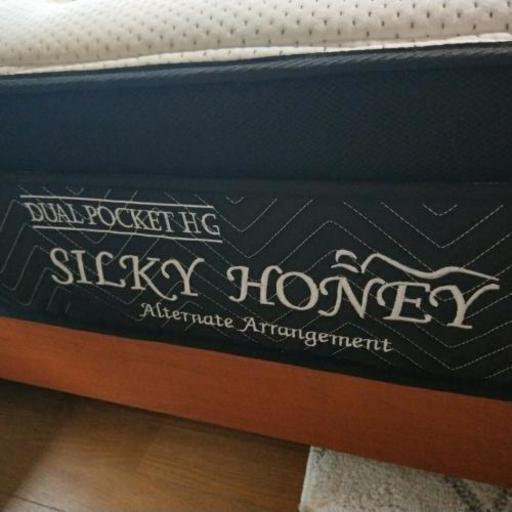 DUAL POCKET HG
SILKY HONEY
Alternate Arrangement